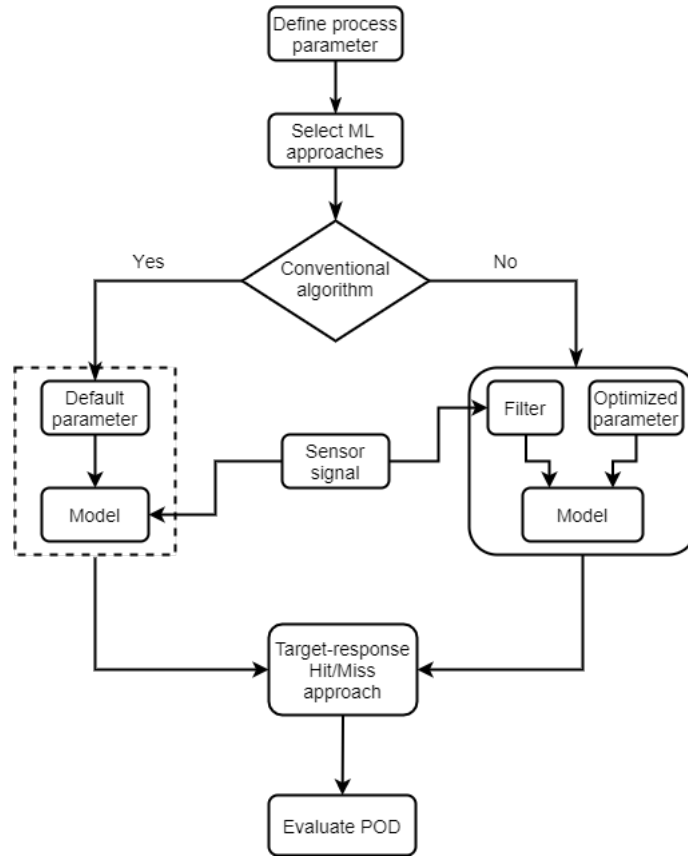 Define process
parameter
Select ML
approaches
Conventional
algorithm
Yes
No
Default
parameter
Model
Sensor
signal
Filter
Optimized
parameter
Model
Target-response
Hit/Miss
approach
Evaluate POD